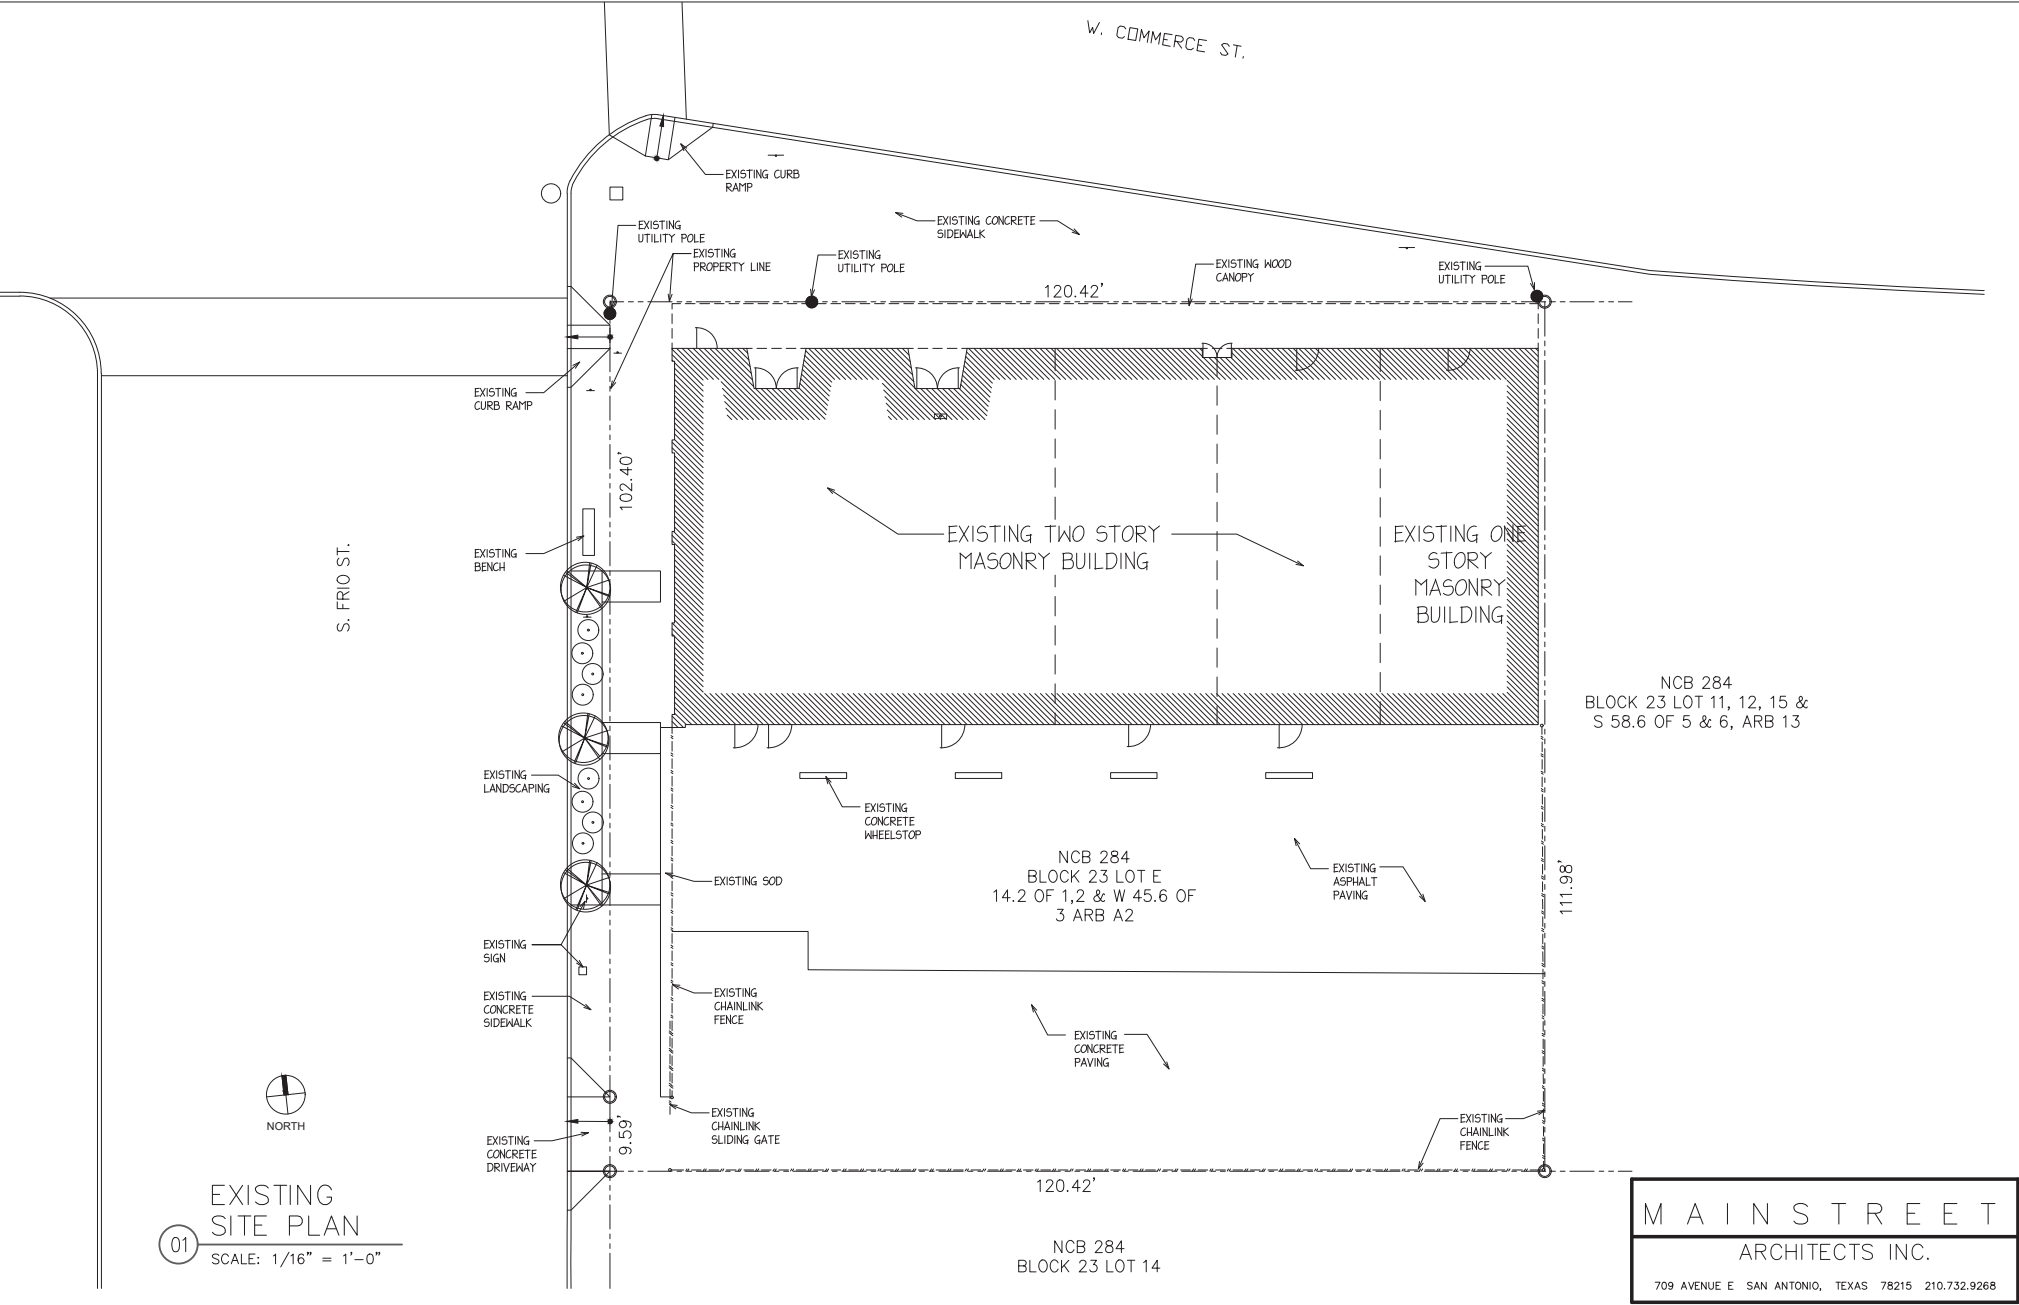 W. COMMERCE ST.
EXISTING CURB
RAMP
EXISTING
UTILITY POLE
EXISTING CONCRETE
SIDEWALK
EXISTING
PROPERTY LINE
EXISTING
UTILITY POLE
EXISTING WOOD
CANOPY
EXISTING
UTILITY POLE
120.42'
EXISTING
CURB RAMP
102.40'
EXISTING TWO STORY
MASONRY BUILDING
EXISTING ONE
STORY
MASONRY
BUILDING
EXISTING
BENCH
S. FRIO ST.
NCB 284
BLOCK 23 LOT 11, 12, 15 &
S 58.6 OF 5 & 6, ARB 13
EXISTING
LANDSCAPING
EXISTING
CONCRETE
WHEELSTOP
NCB 284
BLOCK 23 LOT E
14.2 OF 1,2 & W 45.6 OF
3 ARB A2
EXISTING
ASPHALT
PAVING
111.98'
EXISTING SOD
EXISTING
SIGN
EXISTING
CONCRETE
SIDEWALK
EXISTING
CHAINLINK
FENCE
EXISTING
CONCRETE
PAVING
NORTH
EXISTING
CHAINLINK
SLIDING GATE
EXISTING
CHAINLINK
FENCE
9.59'
EXISTING
CONCRETE
DRIVEWAY
120.42'
EXISTING
SITE PLAN
01
SCALE: 1/16" = 1'-0"
NCB 284
BLOCK 23 LOT 14
MAINSTREET
ARCHITECTS INC.
709 AVENUE E SAN ANTONIO, TEXAS 78215 210.732.9268